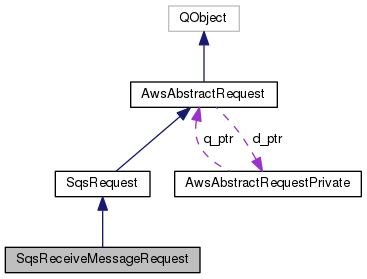 QObject
AwsAbstractRequest
q_ptr
d_ptr
SqsRequest
AwsAbstractRequestPrivate
SqsReceiveMessageRequest